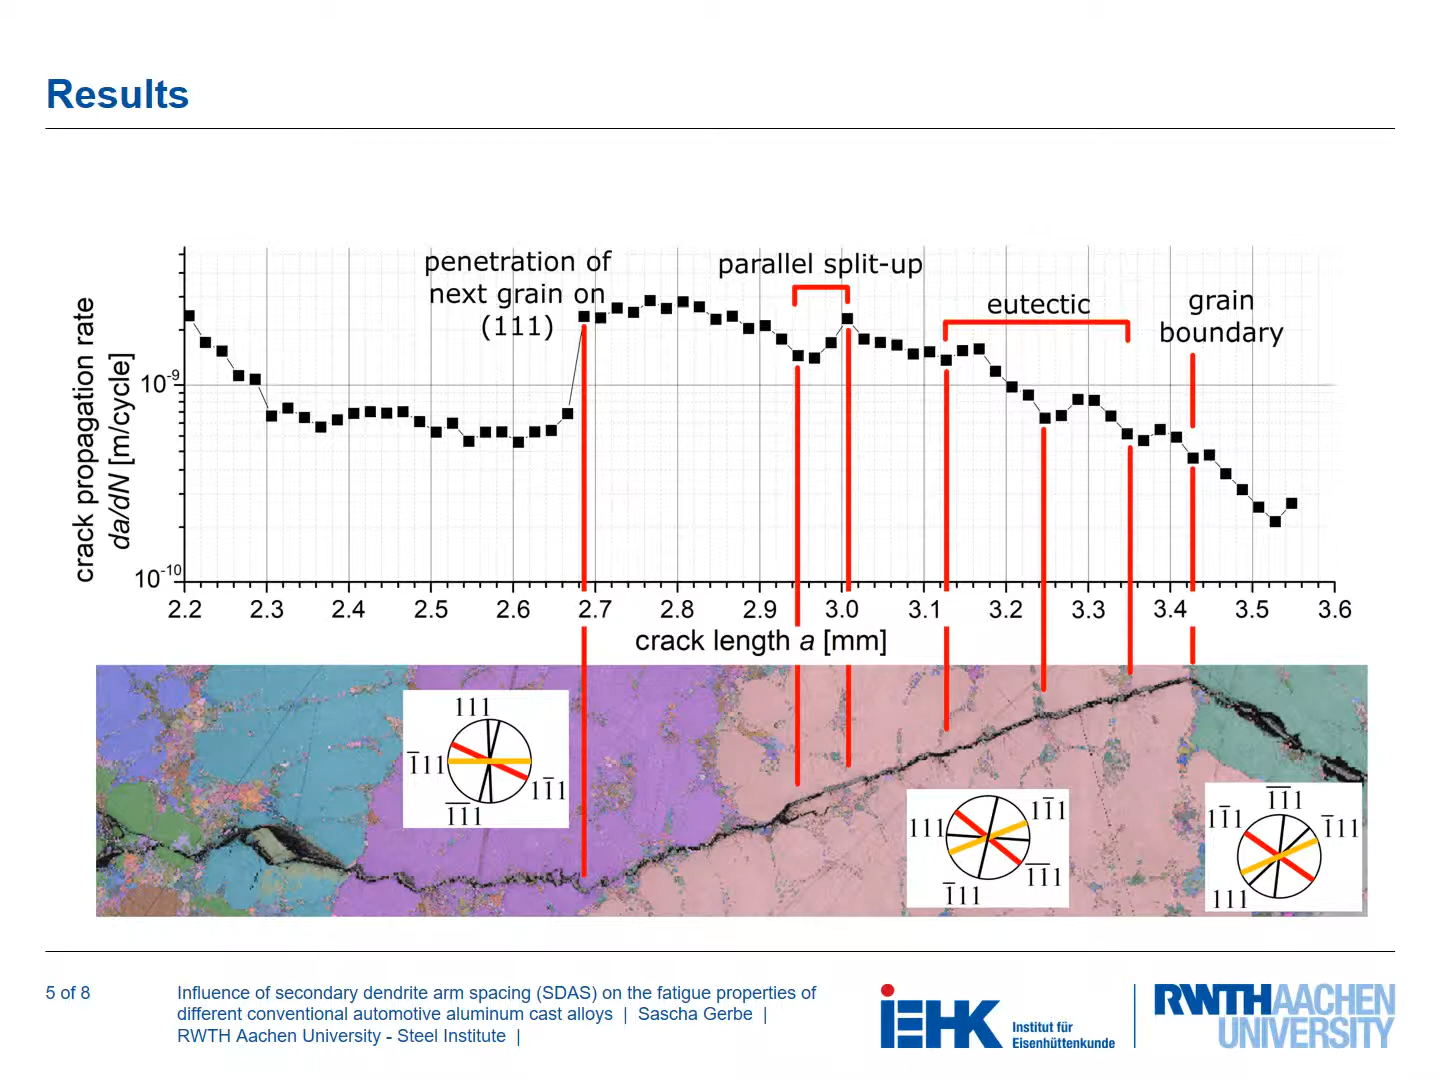 Results
penetration of
next grain on
(111)
parallel split-up
eutectic
grain
boundary
crack propagation rate
da/dN [m/cycle]
10-9
10-10
2.2 2.3 2.4 2.5 2.6 2.7 2.8 2.9 3.0 3.1 3.2 3.3 3.4 3.5 3.6
crack length a [mm]
111
1̅11
11̅1
1̅1̅1
11̅1
111
1̅1̅1
1̅11
1̅1̅1
11̅1
1̅11
111
5 of 8
Influence of secondary dendrite arm spacing (SDAS) on the fatigue properties of
different conventional automotive aluminum cast alloys | Sascha Gerbe |
RWTH Aachen University - Steel Institute |
iEHK
Institut für
Eisenhüttenkunde
RWTHAACHEN
UNIVERSITY